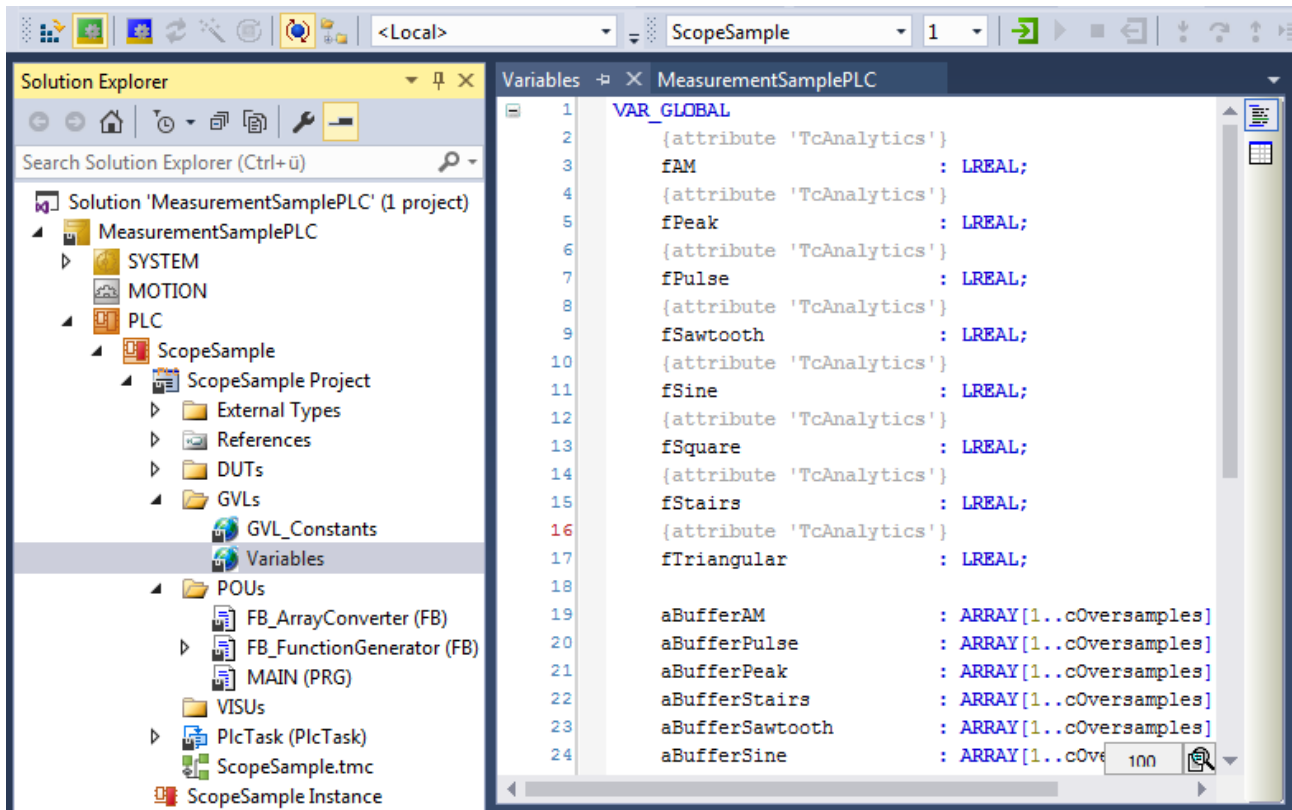 <Local> ScopeSample 1
Solution Explorer
Search Solution Explorer (Ctrl+ü)
Solution 'MeasurementSamplePLC' (1 project)
MeasurementSamplePLC
SYSTEM
MOTION
PLC
ScopeSample
ScopeSample Project
External Types
References
DUTs
GVLs
GVL_Constants
Variables
POUs
FB_ArrayConverter (FB)
FB_FunctionGenerator (FB)
MAIN (PRG)
VISUs
PlcTask (PlcTask)
ScopeSample.tmc
ScopeSample Instance
Variables MeasurementSamplePLC
1 VAR_GLOBAL
2 {attribute 'TcAnalytics'}
3 fAM : LREAL;
4 {attribute 'TcAnalytics'}
5 fPeak : LREAL;
6 {attribute 'TcAnalytics'}
7 fPulse : LREAL;
8 {attribute 'TcAnalytics'}
9 fSawtooth : LREAL;
10 {attribute 'TcAnalytics'}
11 fSine : LREAL;
12 {attribute 'TcAnalytics'}
13 fSquare : LREAL;
14 {attribute 'TcAnalytics'}
15 fStairs : LREAL;
16 {attribute 'TcAnalytics'}
17 fTriangular : LREAL;
18
19 aBufferAM : ARRAY[1..cOversamples]
20 aBufferPulse : ARRAY[1..cOversamples]
21 aBufferPeak : ARRAY[1..cOversamples]
22 aBufferStairs : ARRAY[1..cOversamples]
23 aBufferSawtooth : ARRAY[1..cOversamples]
24 aBufferSine : ARRAY[1..cOve
100